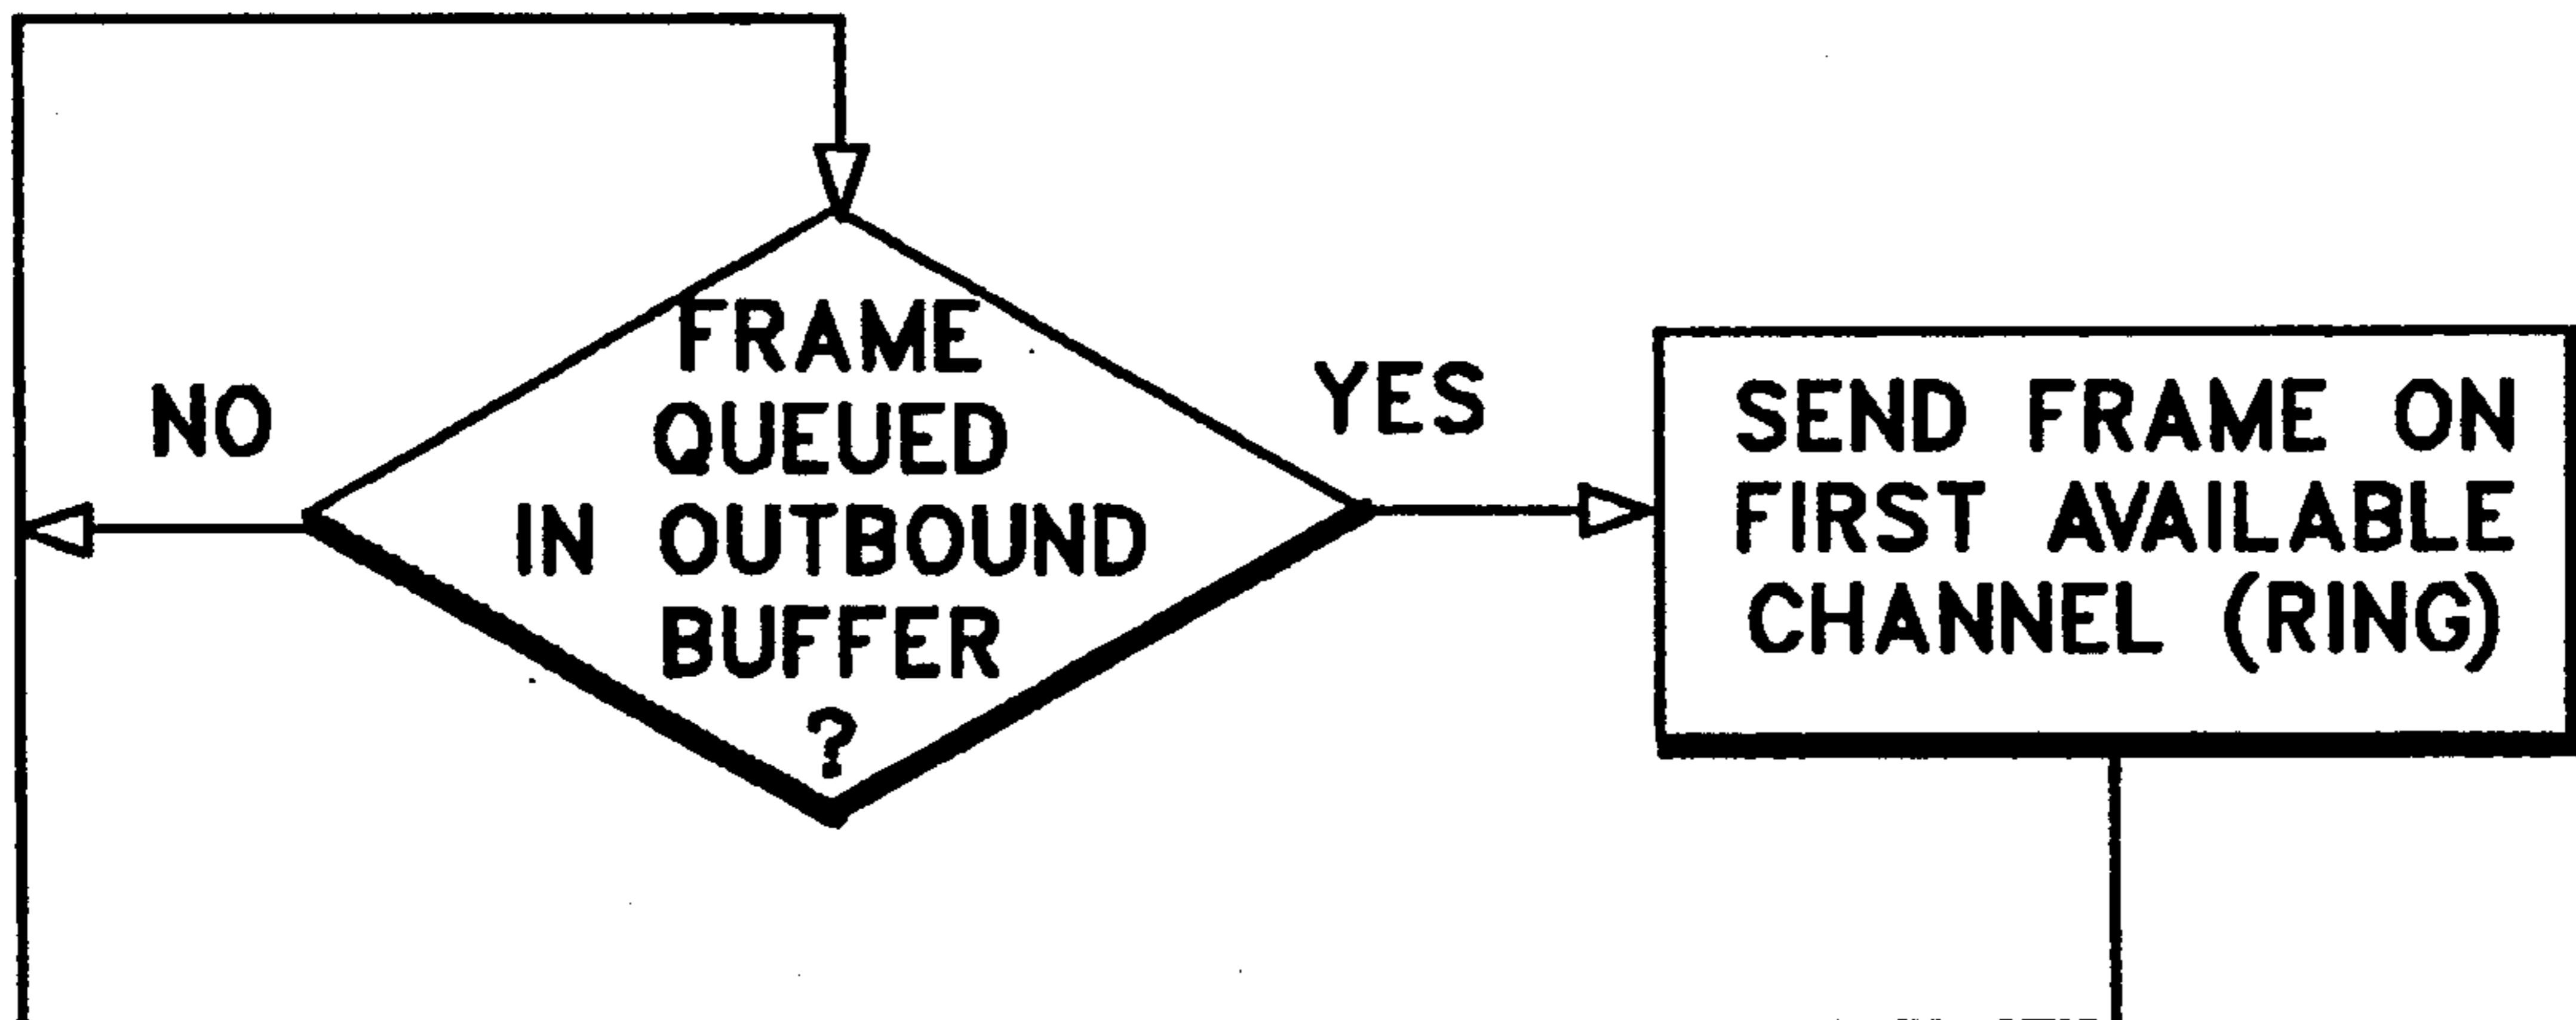 FRAME
QUEUED
IN OUTBOUND
BUFFER
?
NO
YES
SEND FRAME ON
FIRST AVAILABLE
CHANNEL (RING)